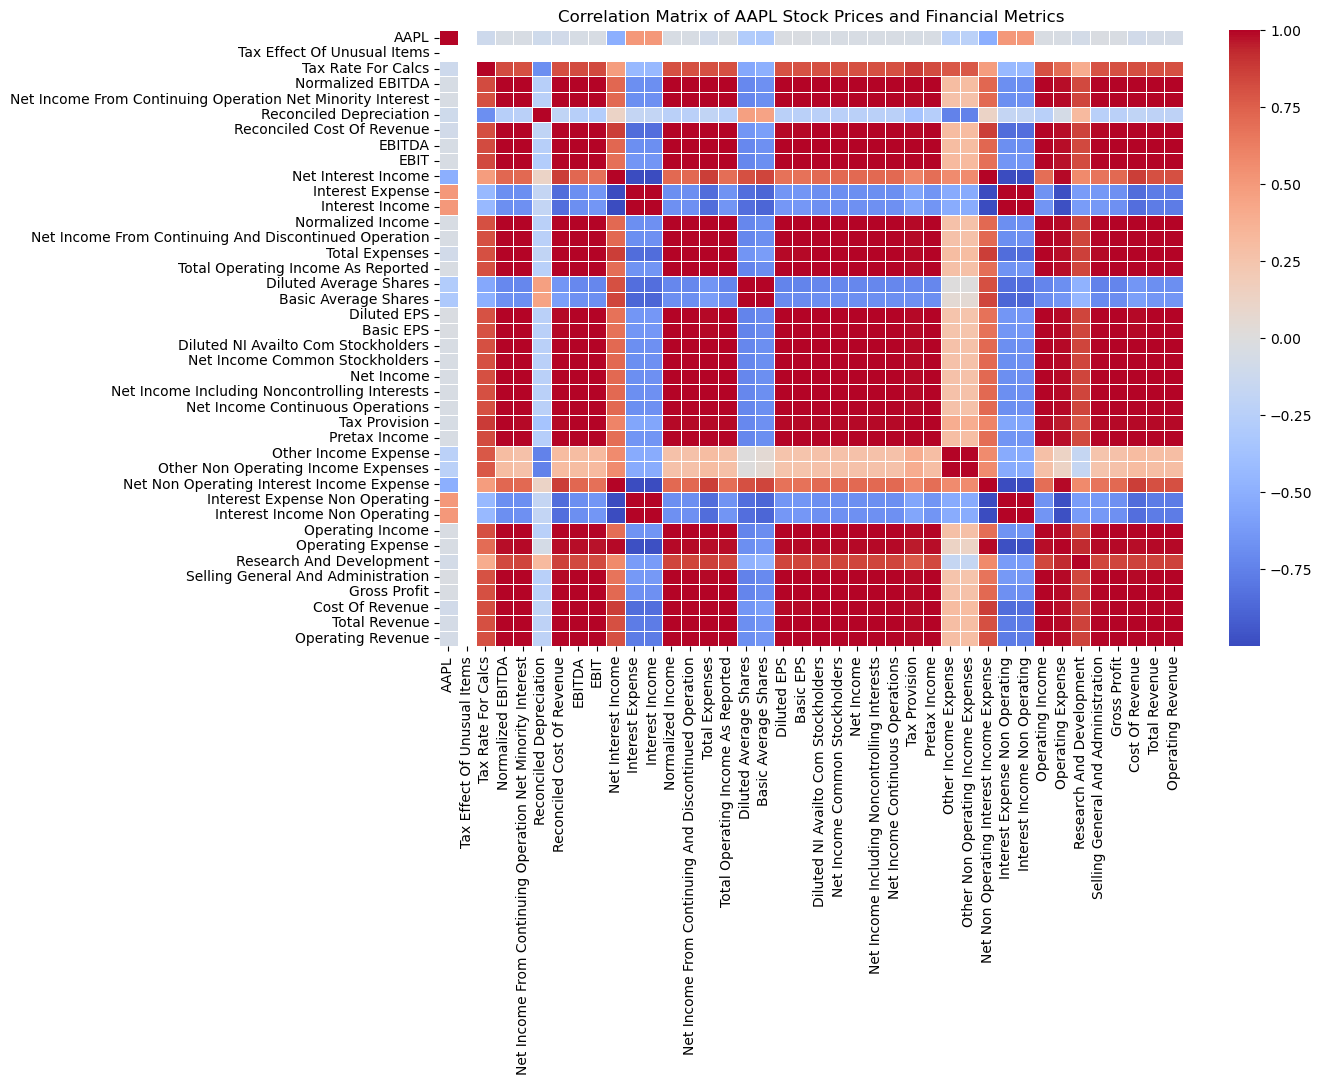 Correlation Matrix of AAPL Stock Prices and Financial Metrics
AAPL
Tax Effect Of Unusual Items
Tax Rate For Calcs
Normalized EBITDA
Net Income From Continuing Operation Net Minority Interest
Reconciled Depreciation
Reconciled Cost Of Revenue
EBITDA
EBIT
Net Interest Income
Interest Expense
Interest Income
Normalized Income
Net Income From Continuing And Discontinued Operation
Total Expenses
Total Operating Income As Reported
Diluted Average Shares
Basic Average Shares
Diluted EPS
Basic EPS
Diluted NI Availto Com Stockholders
Net Income Common Stockholders
Net Income
Net Income Including Noncontrolling Interests
Net Income Continuous Operations
Tax Provision
Pretax Income
Other Income Expense
Other Non Operating Income Expenses
Net Non Operating Interest Income Expense
Interest Expense Non Operating
Interest Income Non Operating
Operating Income
Operating Expense
Research And Development
Selling General And Administration
Gross Profit
Cost Of Revenue
Total Revenue
Operating Revenue
AAPL
Tax Effect Of Unusual Items
Tax Rate For Calcs
Normalized EBITDA
Net Income From Continuing Operation Net Minority Interest
Reconciled Depreciation
Reconciled Cost Of Revenue
EBITDA
EBIT
Net Interest Income
Interest Expense
Interest Income
Normalized Income
Net Income From Continuing And Discontinued Operation
Total Expenses
Total Operating Income As Reported
Diluted Average Shares
Basic Average Shares
Diluted EPS
Basic EPS
Diluted NI Availto Com Stockholders
Net Income Common Stockholders
Net Income
Net Income Including Noncontrolling Interests
Net Income Continuous Operations
Tax Provision
Pretax Income
Other Income Expense
Other Non Operating Income Expenses
Net Non Operating Interest Income Expense
Interest Expense Non Operating
Interest Income Non Operating
Operating Income
Operating Expense
Research And Development
Selling General And Administration
Gross Profit
Cost Of Revenue
Total Revenue
Operating Revenue
1.00
0.75
0.50
0.25
0.00
−0.25
−0.50
−0.75